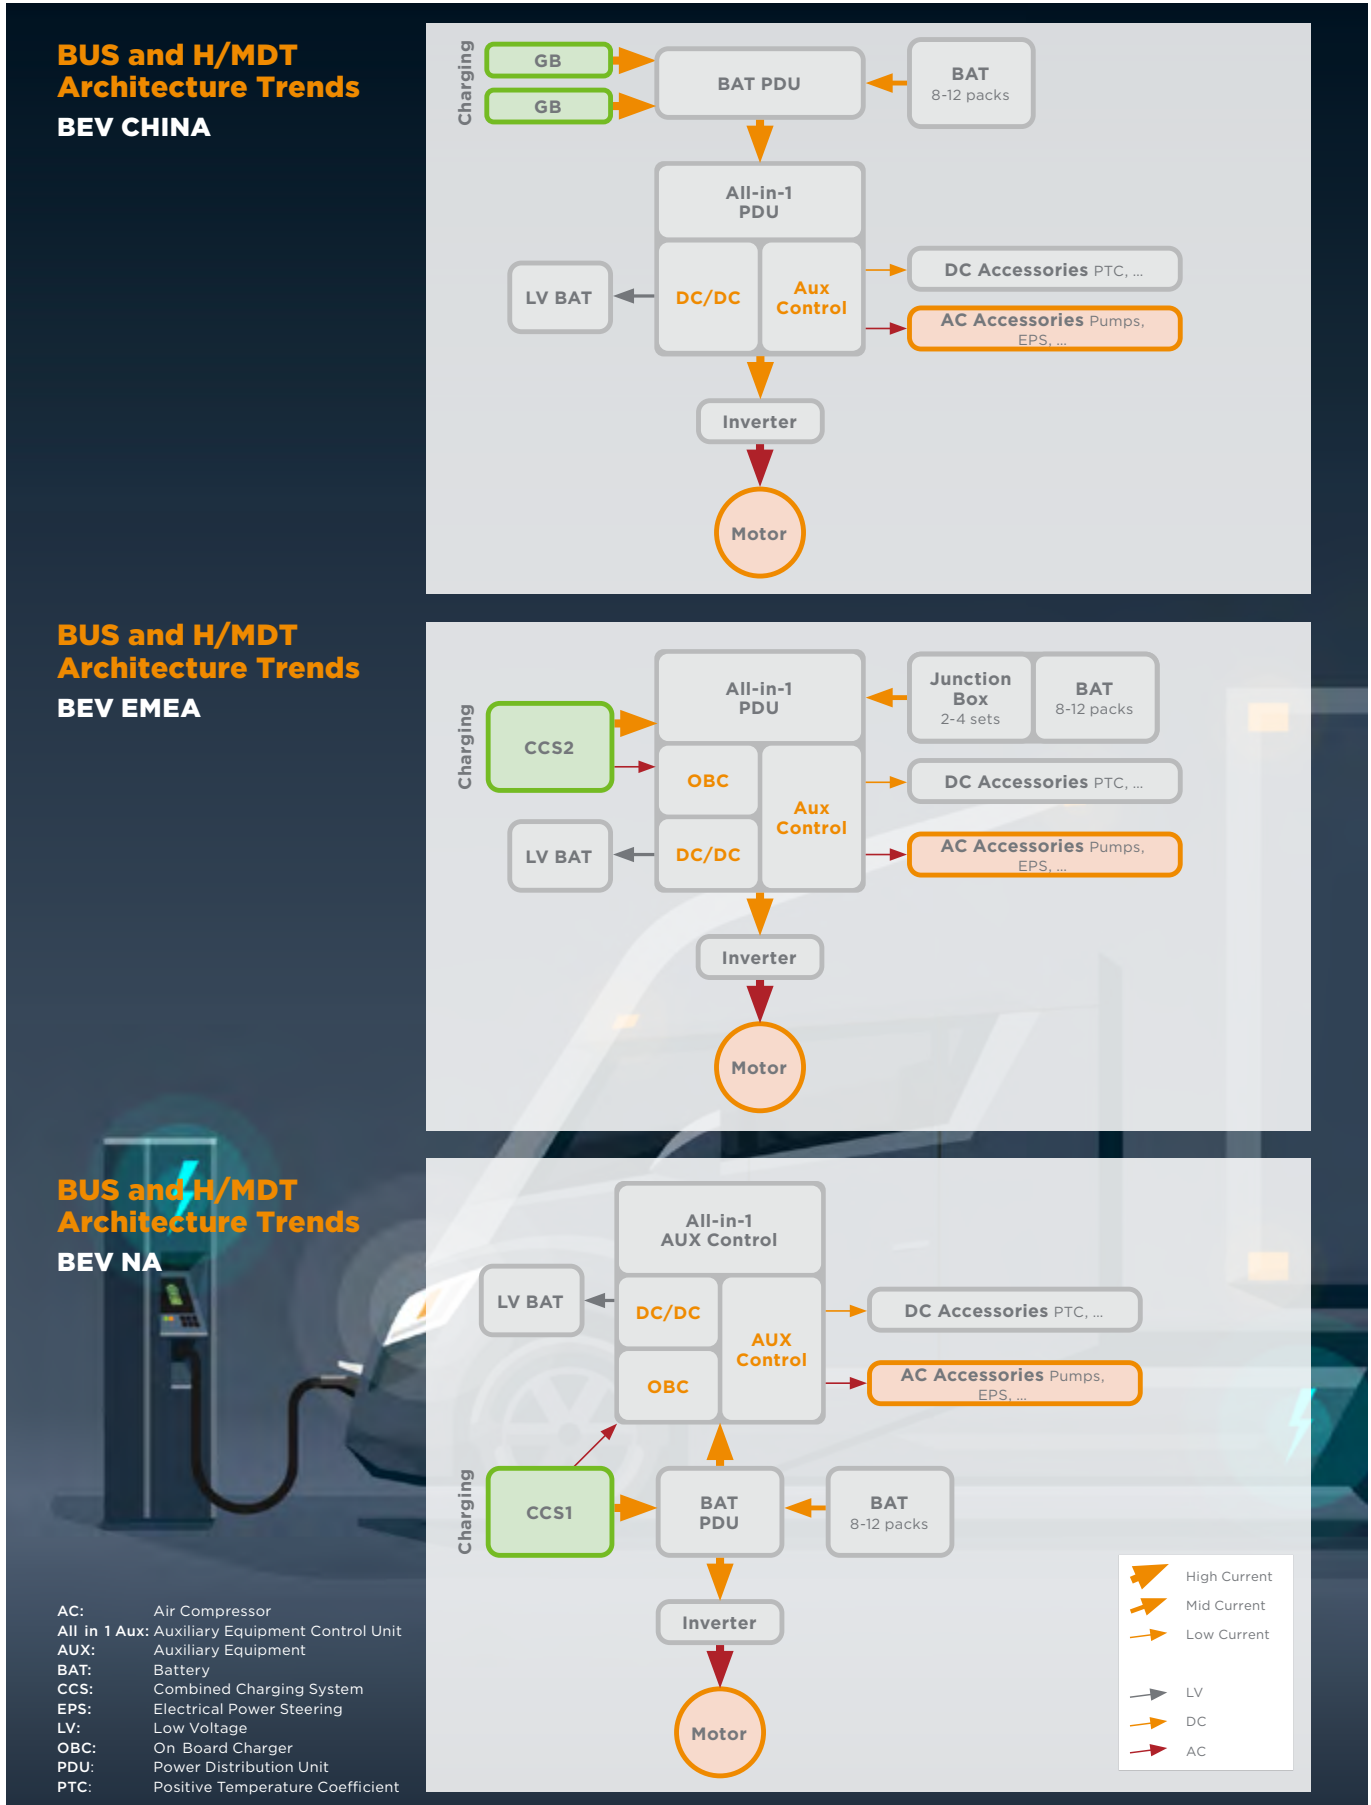 BUS and H/MDT
Architecture Trends
BEV CHINA
Charging
GB
GB
BAT PDU
BAT
8-12 packs
All-in-1
PDU
LV BAT
DC/DC
Aux
Control
DC Accessories PTC, ...
AC Accessories Pumps,
EPS, ...
Inverter
Motor
BUS and H/MDT
Architecture Trends
BEV EMEA
Charging
CCS2
All-in-1
PDU
Junction
Box
2-4 sets
BAT
8-12 packs
OBC
Aux
Control
DC Accessories PTC, ...
LV BAT
DC/DC
AC Accessories Pumps,
EPS, ...
Inverter
Motor
BUS and H/MDT
Architecture Trends
BEV NA
All-in-1
AUX Control
LV BAT
DC/DC
AUX
Control
OBC
DC Accessories PTC, ...
AC Accessories Pumps,
EPS, ...
Charging
CCS1
BAT
PDU
BAT
8-12 packs
Inverter
Motor
High Current
Mid Current
Low Current
LV
DC
AC
AC: Air Compressor
All in 1 Aux: Auxiliary Equipment Control Unit
AUX: Auxiliary Equipment
BAT: Battery
CCS: Combined Charging System
EPS: Electrical Power Steering
LV: Low Voltage
OBC: On Board Charger
PDU: Power Distribution Unit
PTC: Positive Temperature Coefficient